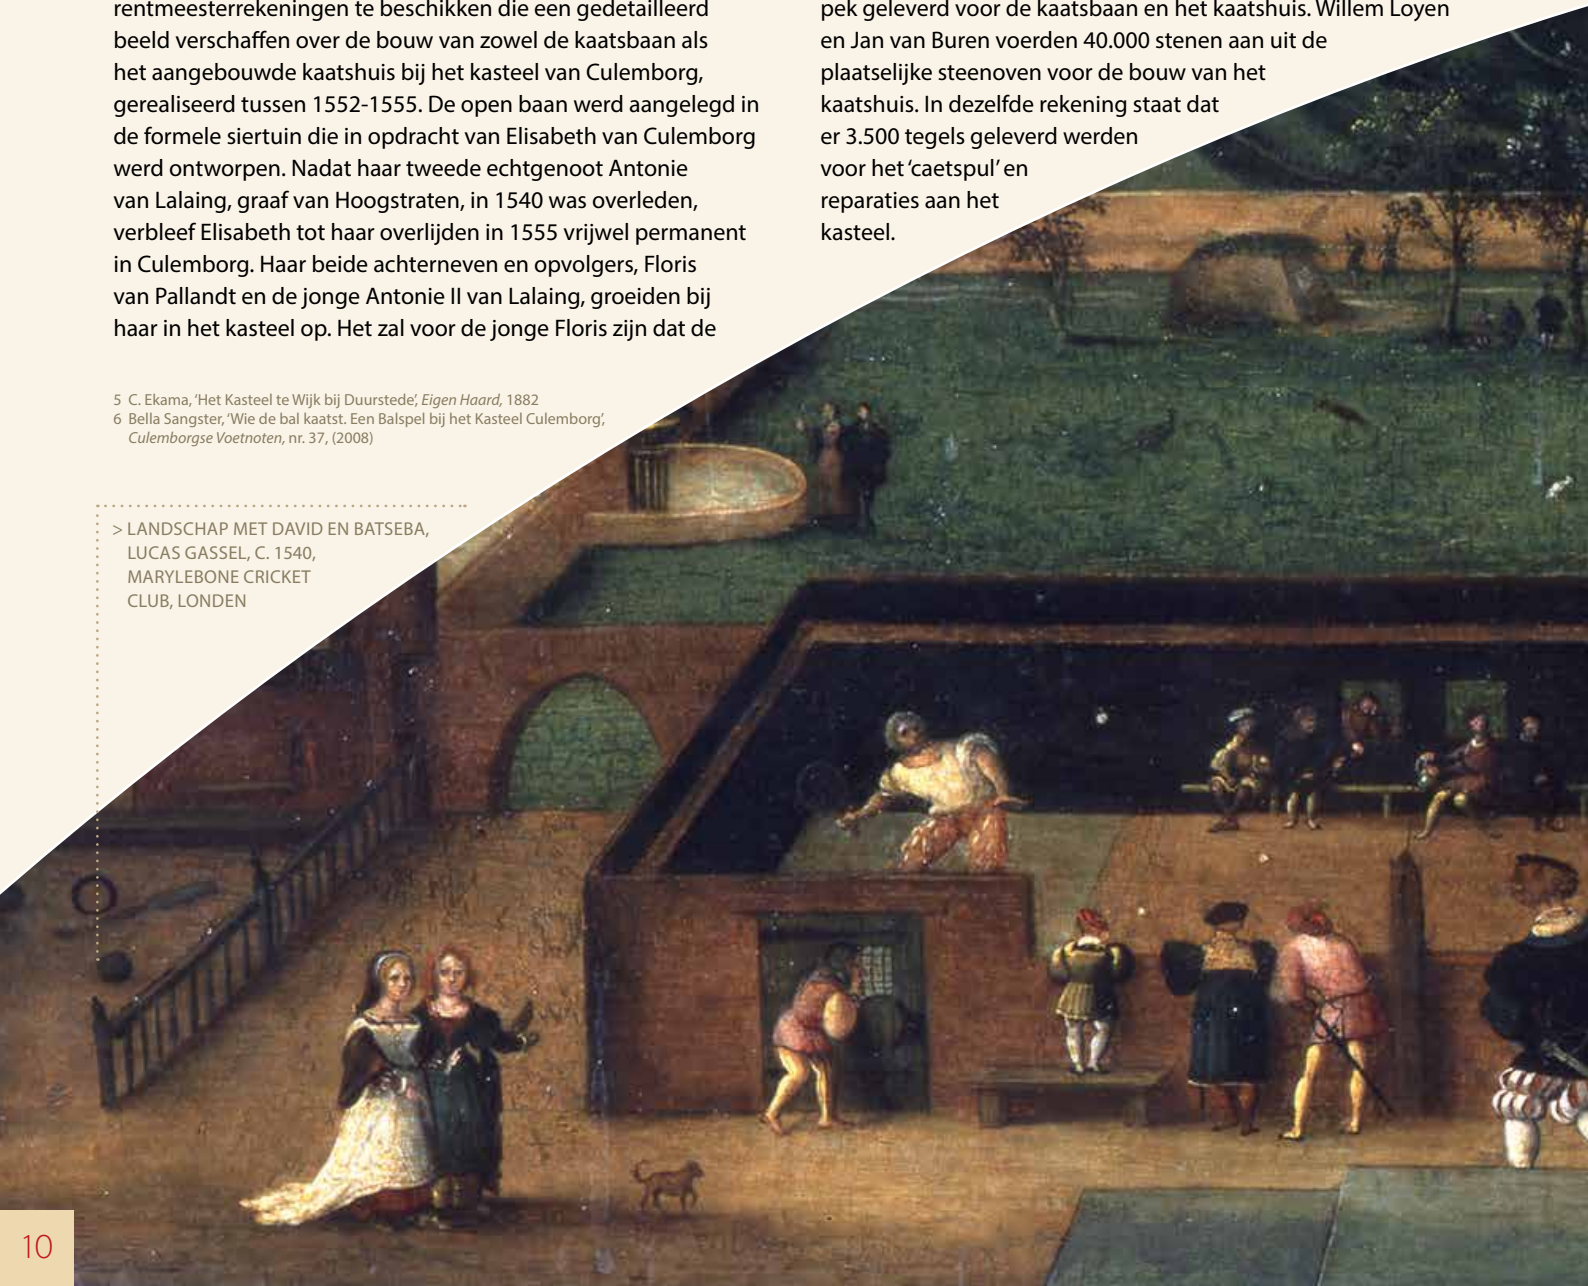 rentmeesterrekeningen te beschikken die een gedetailleerd
beeld verschaffen over de bouw van zowel de kaatsbaan als
het aangebouwde kaatshuis bij het kasteel van Culemborg,
gerealiseerd tussen 1552-1555. De open baan werd aangelegd in
de formele siertuin die in opdracht van Elisabeth van Culemborg
werd ontworpen. Nadat haar tweede echtgenoot Antonie
van Lalaing, graaf van Hoogstraten, in 1540 was overleden,
verbleef Elisabeth tot haar overlijden in 1555 vrijwel permanent
in Culemborg. Haar beide achterneven en opvolgers, Floris
van Pallandt en de jonge Antonie II van Lalaing, groeiden bij
haar in het kasteel op. Het zal voor de jonge Floris zijn dat de
pek geleverd voor de kaatsbaan en het kaatshuis. Willem Loyen
en Jan van Buren voerden 40.000 stenen aan uit de
plaatselijke steenoven voor de bouw van het
kaatshuis. In dezelfde rekening staat dat
er 3.500 tegels geleverd werden
voor het ‘caetspul’ en
reparaties aan het
kasteel.
5 C. Ekama, ‘Het Kasteel te Wijk bij Duurstede’, Eigen Haard, 1882
6 Bella Sangster, ‘Wie de bal kaatst. Een Balspel bij het Kasteel Culemborg’,
Culemborgse Voetnoten, nr. 37, (2008)
> LANDSCHAP MET DAVID EN BATSEBA,
LUCAS GASSEL, C. 1540,
MARYLEBONE CRICKET
CLUB, LONDEN
10